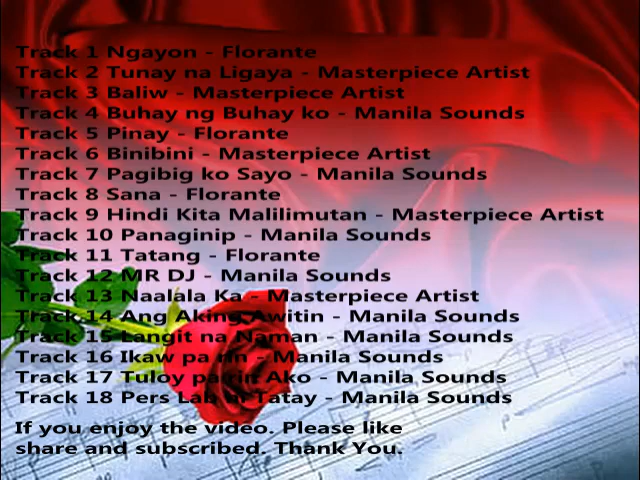 Track 1 Ngayon - Florante
Track 2 Tunay na Ligaya - Masterpiece Artist
Track 3 Baliw - Masterpiece Artist
Track 4 Buhay ng Buhay ko - Manila Sounds
Track 5 Pinay - Florante
Track 6 Binibini - Masterpiece Artist
Track 7 Pagibig ko Sayo - Manila Sounds
Track 8 Sana - Florante
Track 9 Hindi Kita Malilimutan - Masterpiece Artist
Track 10 Panaginip - Manila Sounds
Track 11 Tatang - Florante
Track 12 MR DJ - Manila Sounds
Track 13 Naalala Ka - Masterpiece Artist
Track 14 Ang Aking Awitin - Manila Sounds
Track 15 Langit na Naman - Manila Sounds
Track 16 Ikaw pa rin - Manila Sounds
Track 17 Tuloy pa rin Ako - Manila Sounds
Track 18 Pers Lab ni Tatay - Manila Sounds
If you enjoy the video. Please like
share and subscribed. Thank You.